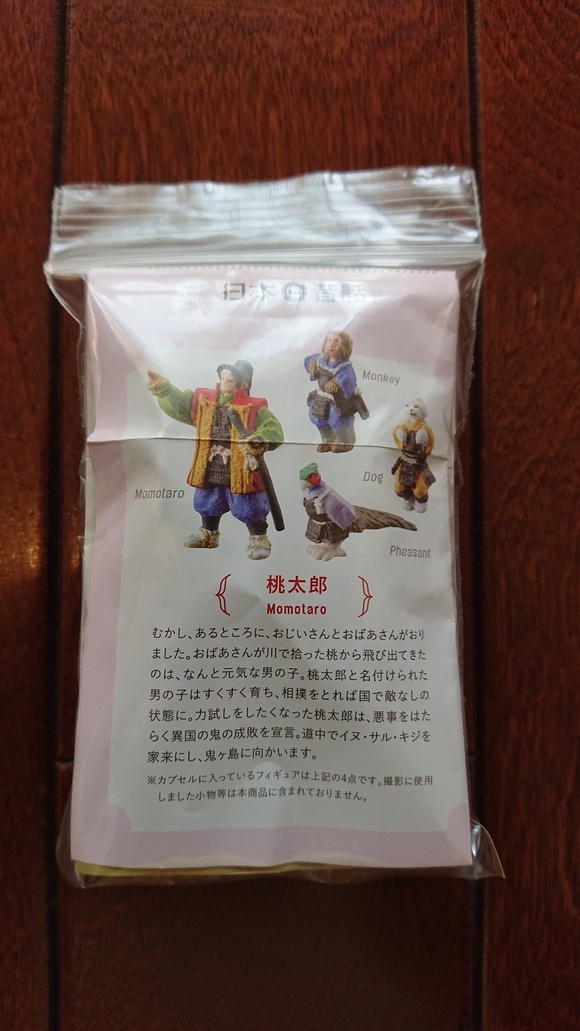 Monkey
Dog
Momotaro
Pheasant
桃太郎
Momotaro
むかし、あるところに、おじいさんとおばあさんがおり
ました。おばあさんが川で拾った桃から飛び出てきた
のは、なんと元気な男の子。桃太郎と名付けられた
男の子はすくすく育ち、相撲をとれば国で敵なしの
状態に。力試しをしたくなった桃太郎は、悪事をはた
らく異国の鬼の成敗を宣言。道中でイヌ・サル・キジを
家来にし、鬼ヶ島に向かいます。
※カプセルに入っているフィギュアは上記の4点です。撮影に使用
しました小物等は本商品に含まれておりません。